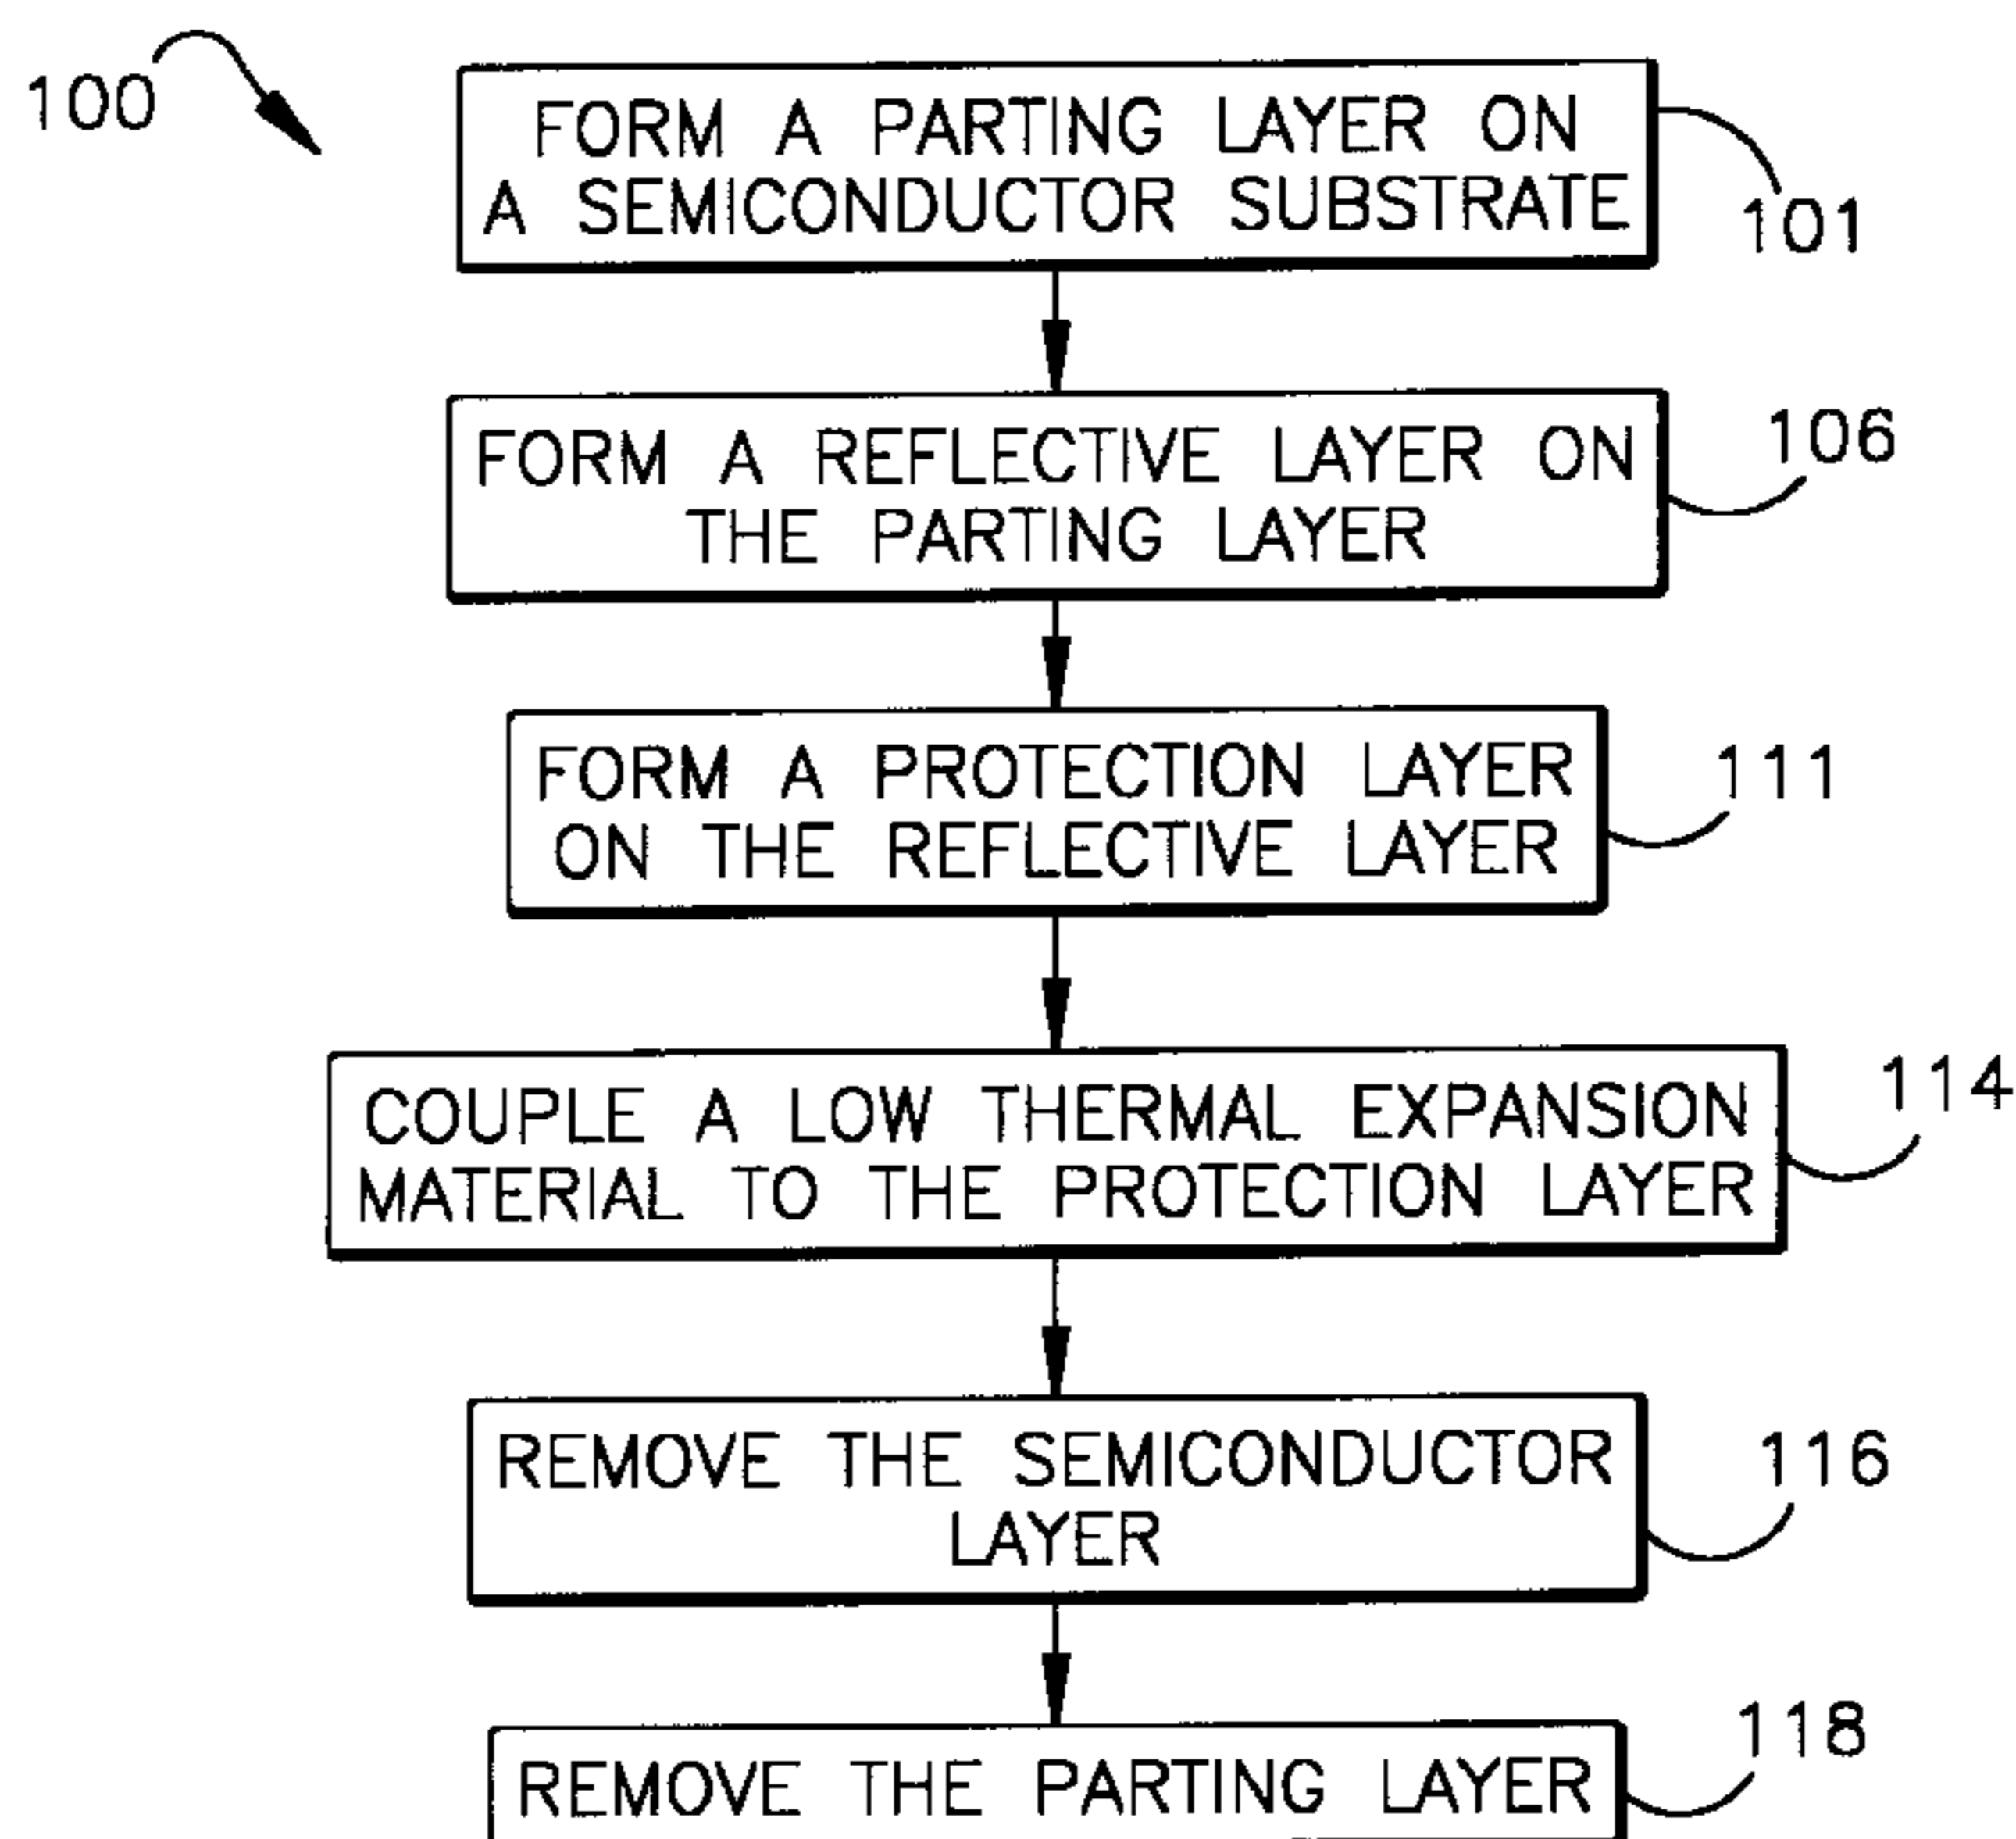 100
FORM A PARTING LAYER ON
A SEMICONDUCTOR SUBSTRATE
101
FORM A REFLECTIVE LAYER ON
THE PARTING LAYER
106
FORM A PROTECTION LAYER
ON THE REFLECTIVE LAYER
111
COUPLE A LOW THERMAL EXPANSION
MATERIAL TO THE PROTECTION LAYER
114
REMOVE THE SEMICONDUCTOR
LAYER
116
REMOVE THE PARTING LAYER
118